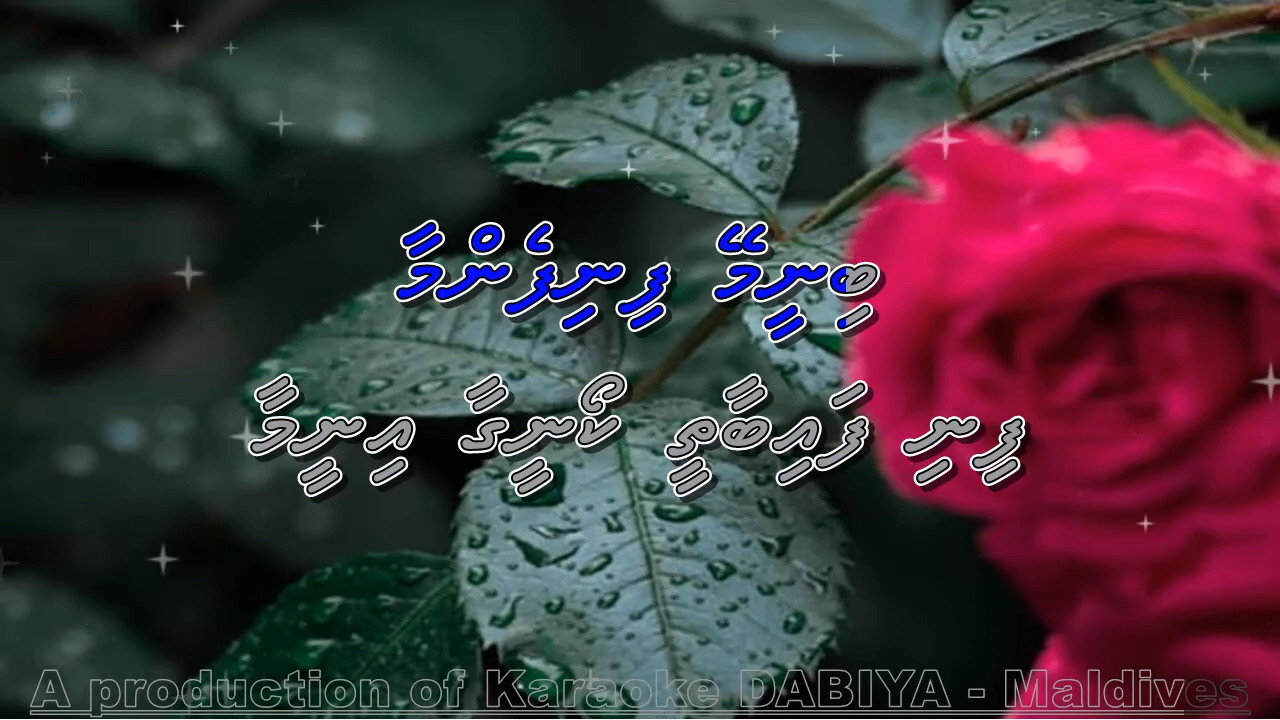 ބިނީމޭ ފީނިފެންމާ
ފީނި ފައިބާތީ ކޯނީގާ އިނީމާ
A production of Karaoke DABIYA - Maldives